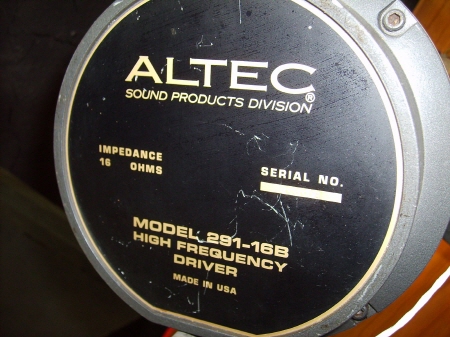 ALTEC®
SOUND PRODUCTS DIVISION
IMPEDANCE
16 OHMS
SERIAL NO.
MODEL 291-16B
HIGH FREQUENCY
DRIVER
MADE IN USA